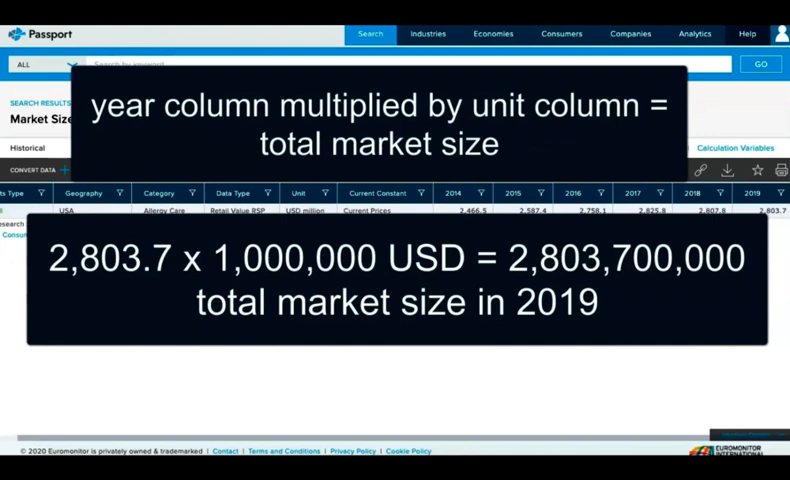 Passport
Search Industries Economies Consumers Companies Analytics Help
ALL Search by keyword GO
year column multiplied by unit column =
total market size
SEARCH RESULTS
Market Size
Historical Calculation Variables
CONVERT DATA +
Type Geography Category Data Type Unit Current Constant 2014 2015 2016 2017 2018 2019
USA Allergy Care Retail Value RSP USD million Current Prices 2,466.5 2,587.4 2,758.1 2,825.8 2,807.8 2,803.7
2,803.7 x 1,000,000 USD = 2,803,700,000
total market size in 2019
© 2020 Euromonitor is privately owned & trademarked Contact Terms and Conditions Privacy Policy Cookie Policy
EUROMONITOR
INTERNATIONAL